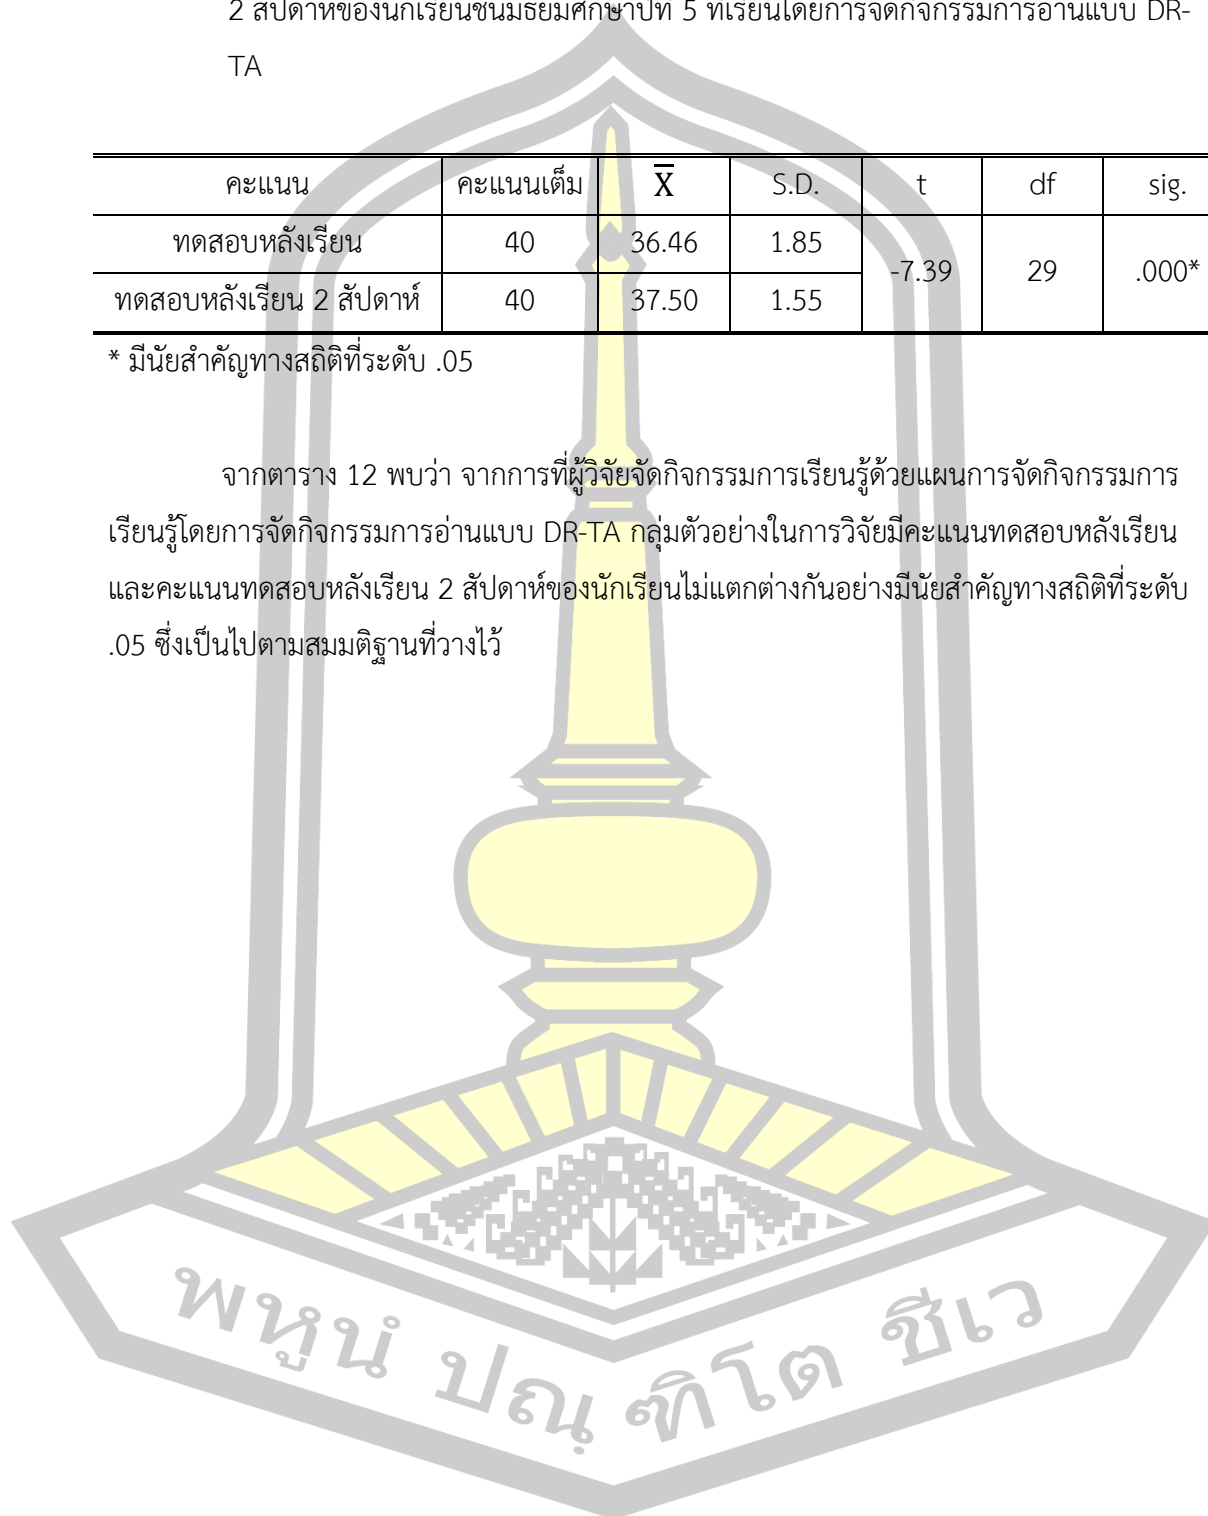 2 สัปดาห์ของนักเรียนชั้นมัธยมศึกษาปีที่ 5 ที่เรียนโดยการจัดกิจกรรมการอ่านแบบ DR-
TA
คะแนน คะแนนเต็ม X̅ S.D. t df sig.
ทดสอบหลังเรียน 40 36.46 1.85 -7.39 29 .000*
ทดสอบหลังเรียน 2 สัปดาห์ 40 37.50 1.55
* มีนัยสำคัญทางสถิติที่ระดับ .05
จากตาราง 12 พบว่า จากการที่ผู้วิจัยจัดกิจกรรมการเรียนรู้ด้วยแผนการจัดกิจกรรมการ
เรียนรู้โดยการจัดกิจกรรมการอ่านแบบ DR-TA กลุ่มตัวอย่างในการวิจัยมีคะแนนทดสอบหลังเรียน
และคะแนนทดสอบหลังเรียน 2 สัปดาห์ของนักเรียนไม่แตกต่างกันอย่างมีนัยสำคัญทางสถิติที่ระดับ
.05 ซึ่งเป็นไปตามสมมติฐานที่วางไว้
พหูนํ ปณฺฑิโต ชีเว